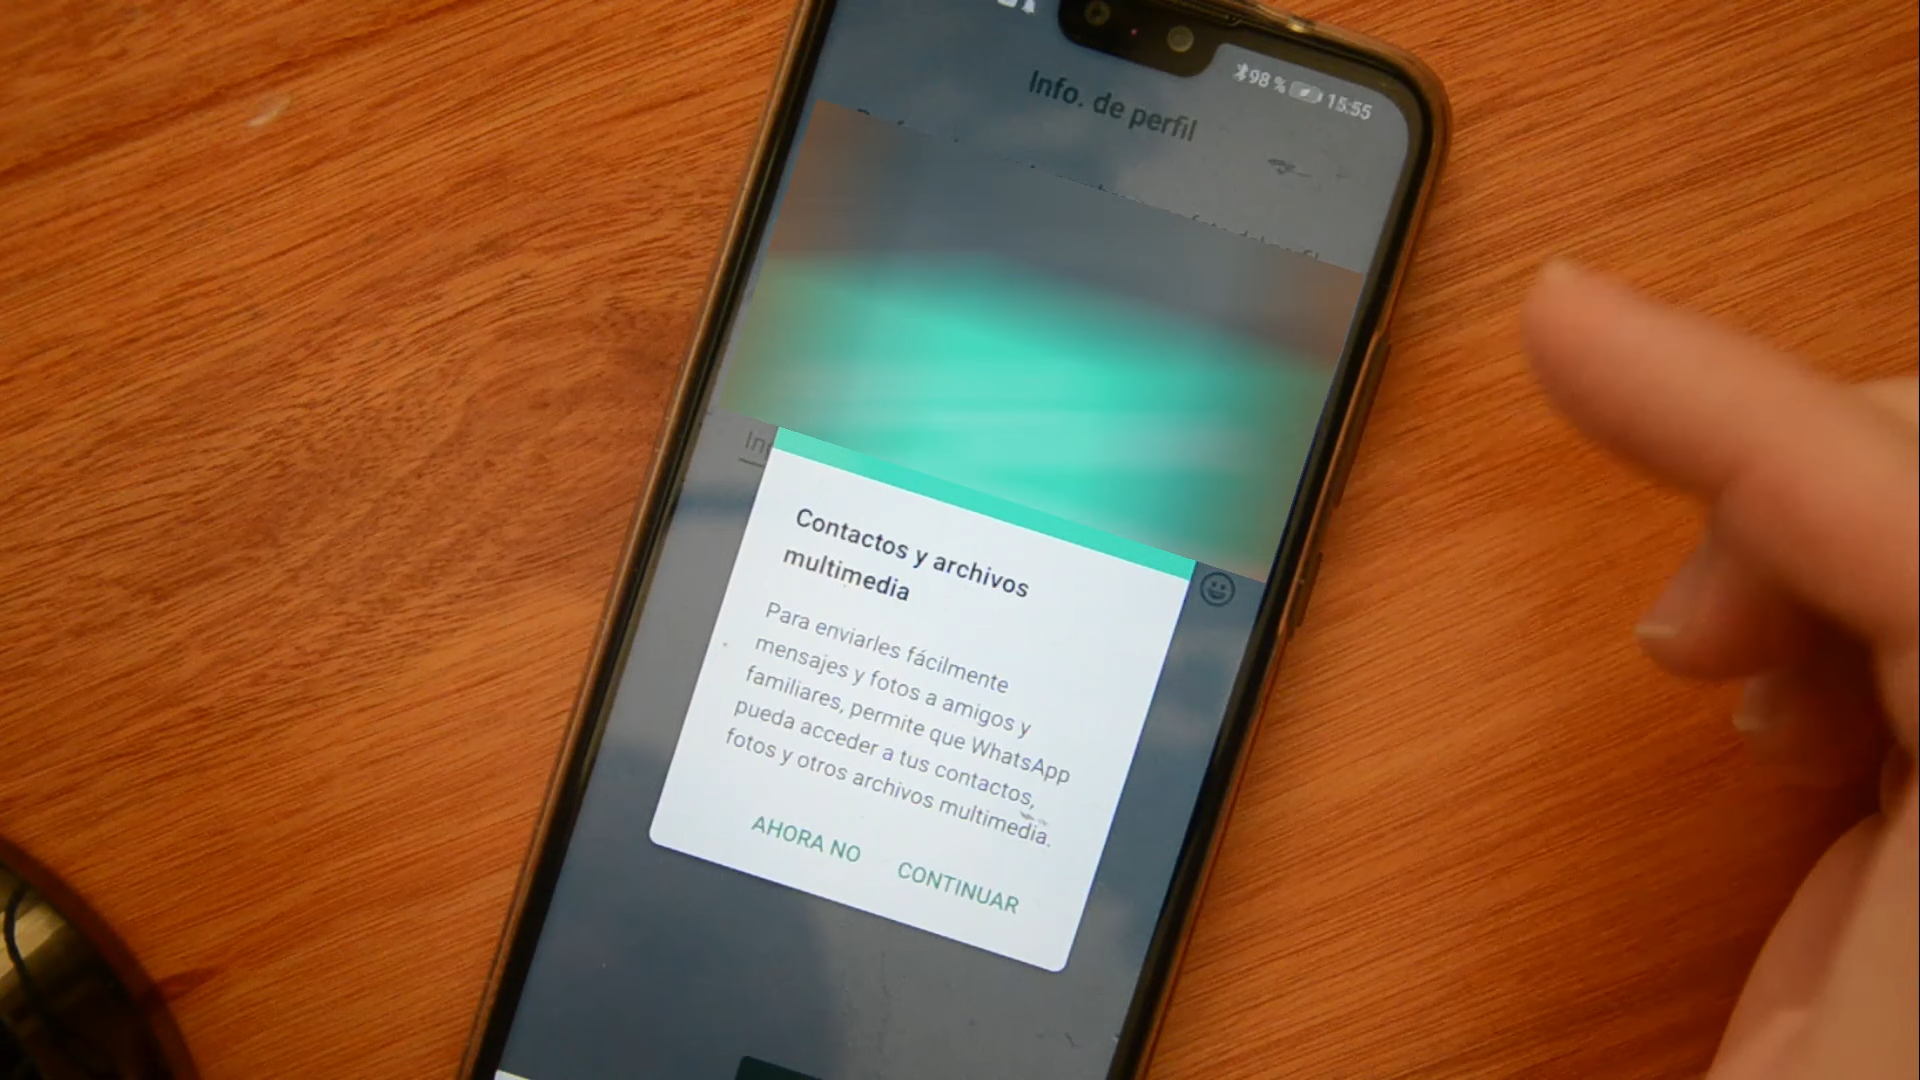 98 % 15:55
Info. de perfil
Contactos y archivos
multimedia
Para enviarles fácilmente
mensajes y fotos a amigos y
familiares, permite que WhatsApp
pueda acceder a tus contactos,
fotos y otros archivos multimedia.
AHORA NO
CONTINUAR